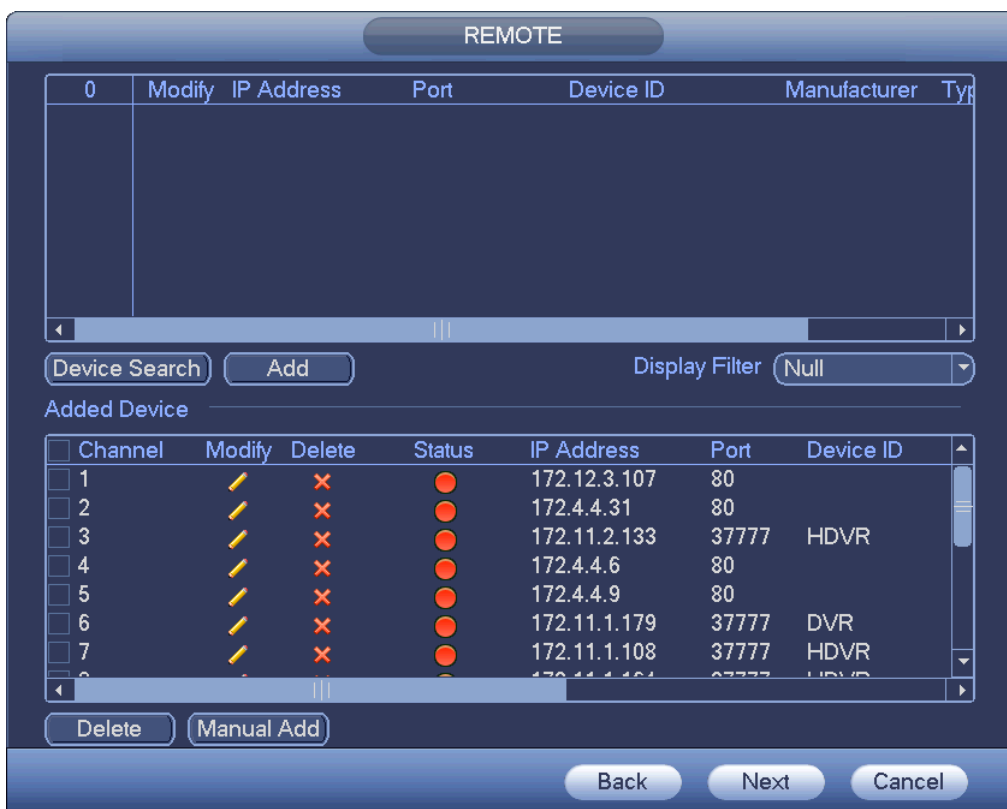 REMOTE
0 Modify IP Address Port Device ID Manufacturer Typ
Device Search Add Display Filter Null
Added Device
Channel Modify Delete Status IP Address Port Device ID
1 172.12.3.107 80
2 172.4.4.31 80
3 172.11.2.133 37777 HDVR
4 172.4.4.6 80
5 172.4.4.9 80
6 172.11.1.179 37777 DVR
7 172.11.1.108 37777 HDVR
Delete Manual Add
Back Next Cancel